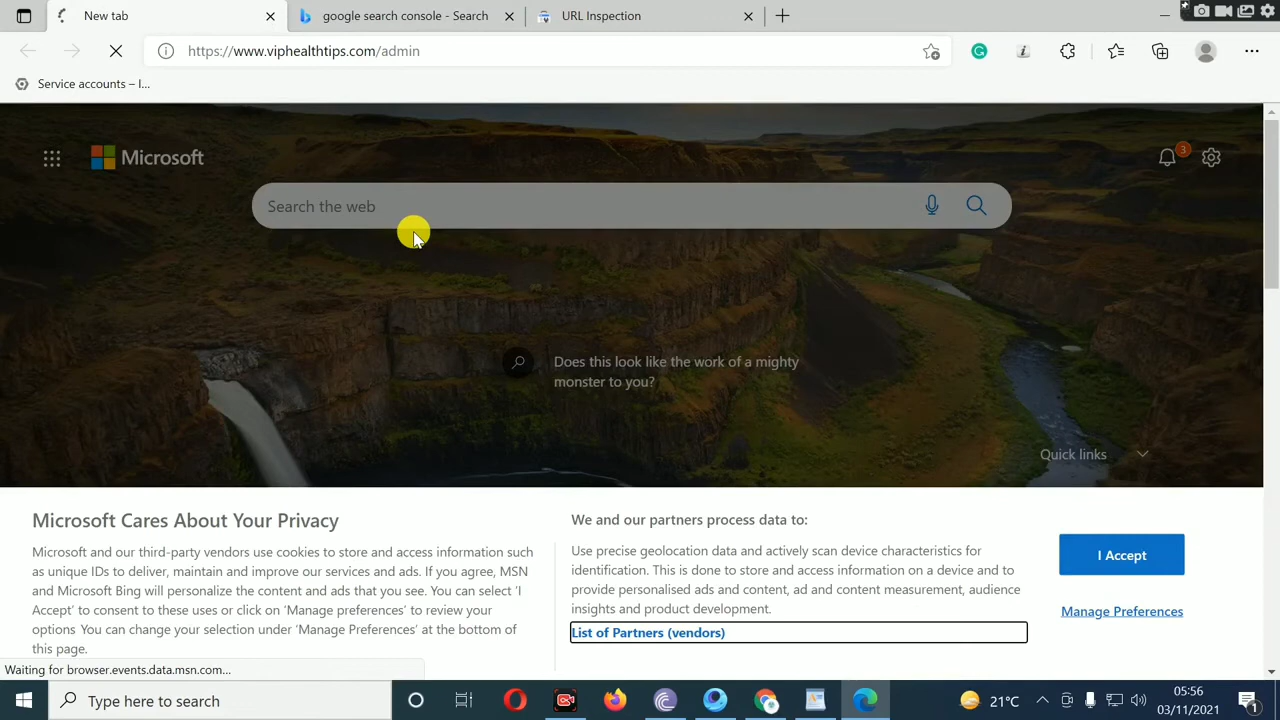 New tab
google search console - Search
URL Inspection
https://www.viphealthtips.com/admin
Service accounts – I...
Microsoft
3
Search the web
Does this look like the work of a mighty
monster to you?
Quick links
Microsoft Cares About Your Privacy
Microsoft and our third-party vendors use cookies to store and access information such
as unique IDs to deliver, maintain and improve our services and ads. If you agree, MSN
and Microsoft Bing will personalize the content and ads that you see. You can select 'I
Accept' to consent to these uses or click on 'Manage preferences' to review your
options You can change your selection under 'Manage Preferences' at the bottom of
this page.
We and our partners process data to:
Use precise geolocation data and actively scan device characteristics for
identification. This is done to store and access information on a device and to
provide personalised ads and content, ad and content measurement, audience
insights and product development.
List of Partners (vendors)
I Accept
Manage Preferences
Waiting for browser.events.data.msn.com...
Type here to search
21°C
05:56
03/11/2021
1